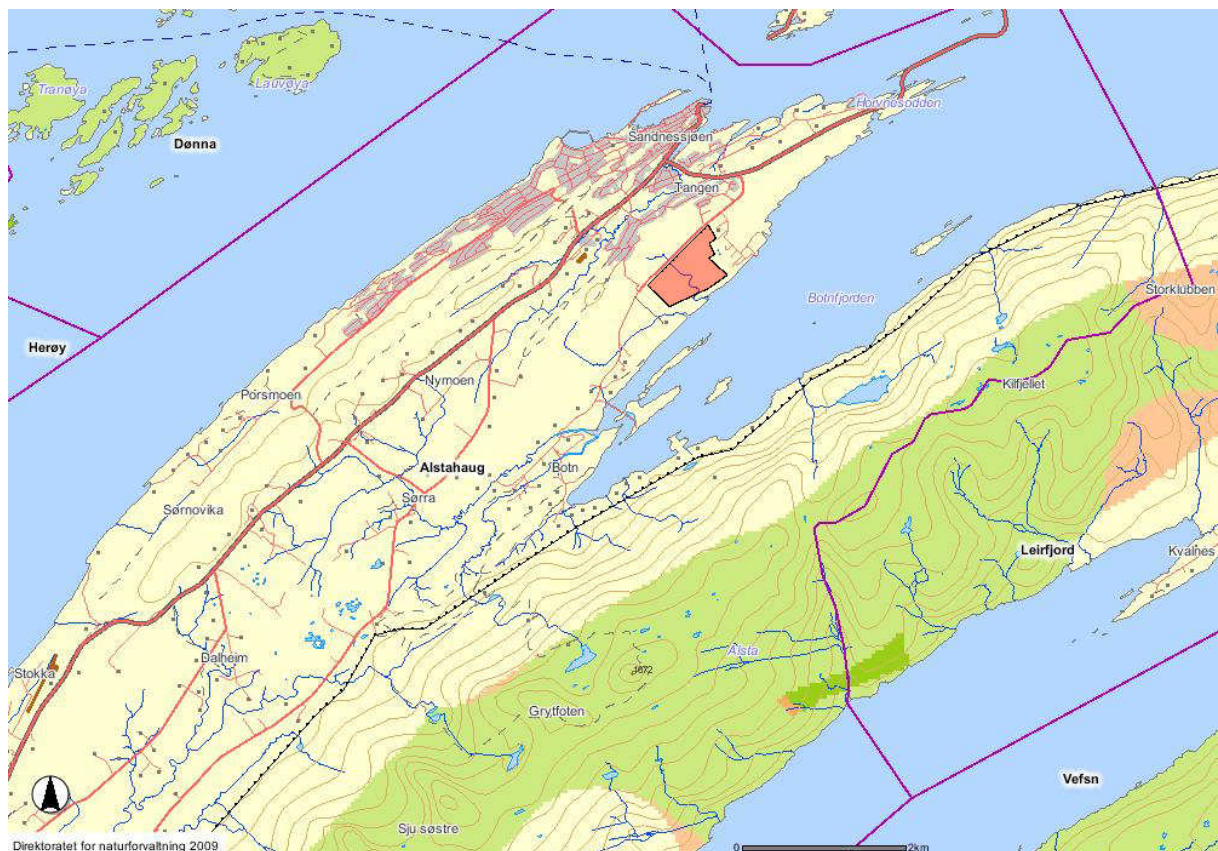 Tranøya
Lauvøya
Dønna
Horvnesodden
Sandnessjøen
Tangen
Botnfjorden
Storklubben
Herøy
Kilfjellet
Nymoen
Porsmoen
Alstahaug
Botn
Sørra
Sørnovika
Leirfjord
Kvalnes
Dalheim
Stokka
Alsta
1072
Grytfoten
Vefsn
Sju søstre
Direktoratet for naturforvaltning 2009
0 2km